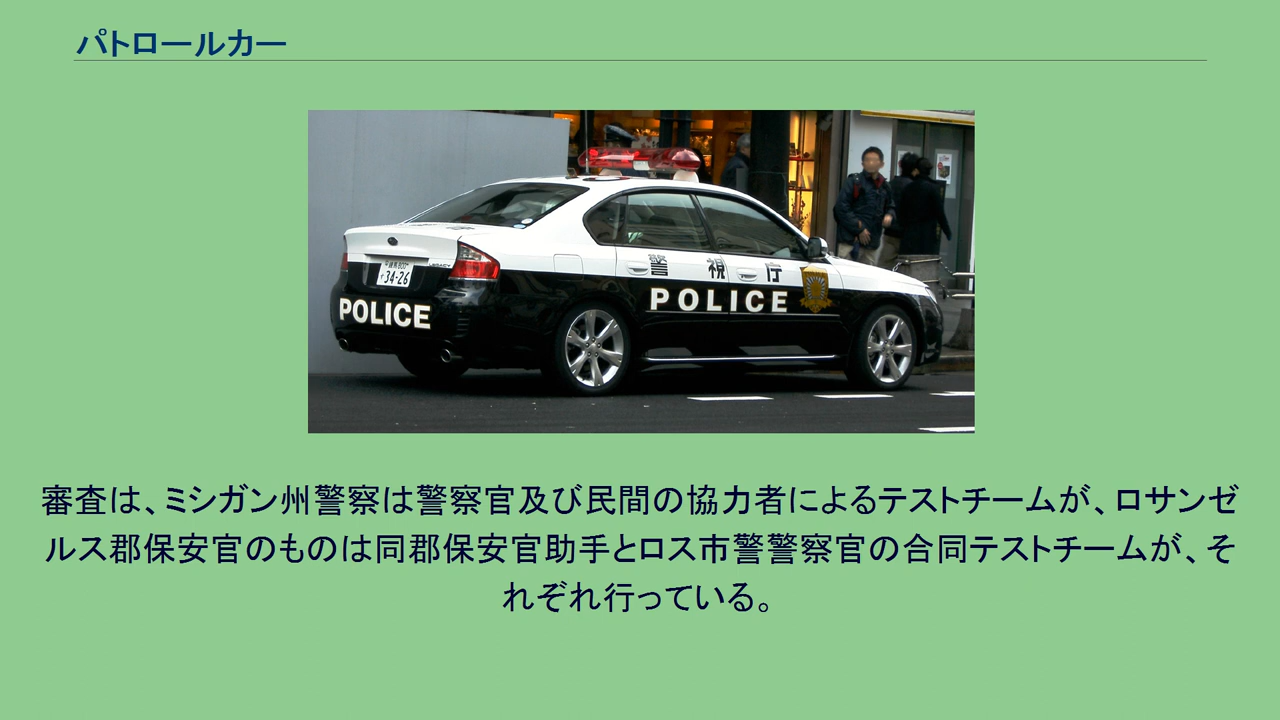 パトロールカー
警視庁
POLICE
練馬 800
34-26
LEGACY
POLICE
審査は、ミシガン州警察は警察官及び民間の協力者によるテストチームが、ロサンゼ
ルス郡保安官のものは同郡保安官助手とロス市警警察官の合同テストチームが、そ
れぞれ行っている。